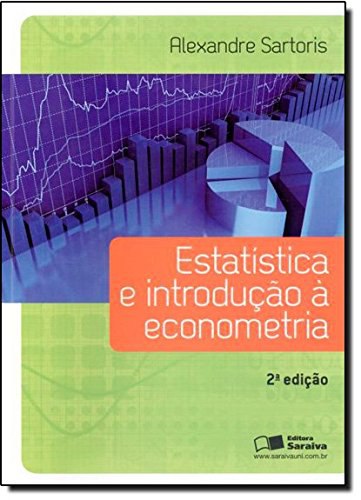 Alexandre Sartoris
Estatística
e introdução à
econometria
2ª edição
Editora
Saraiva
www.saraivauni.com.br